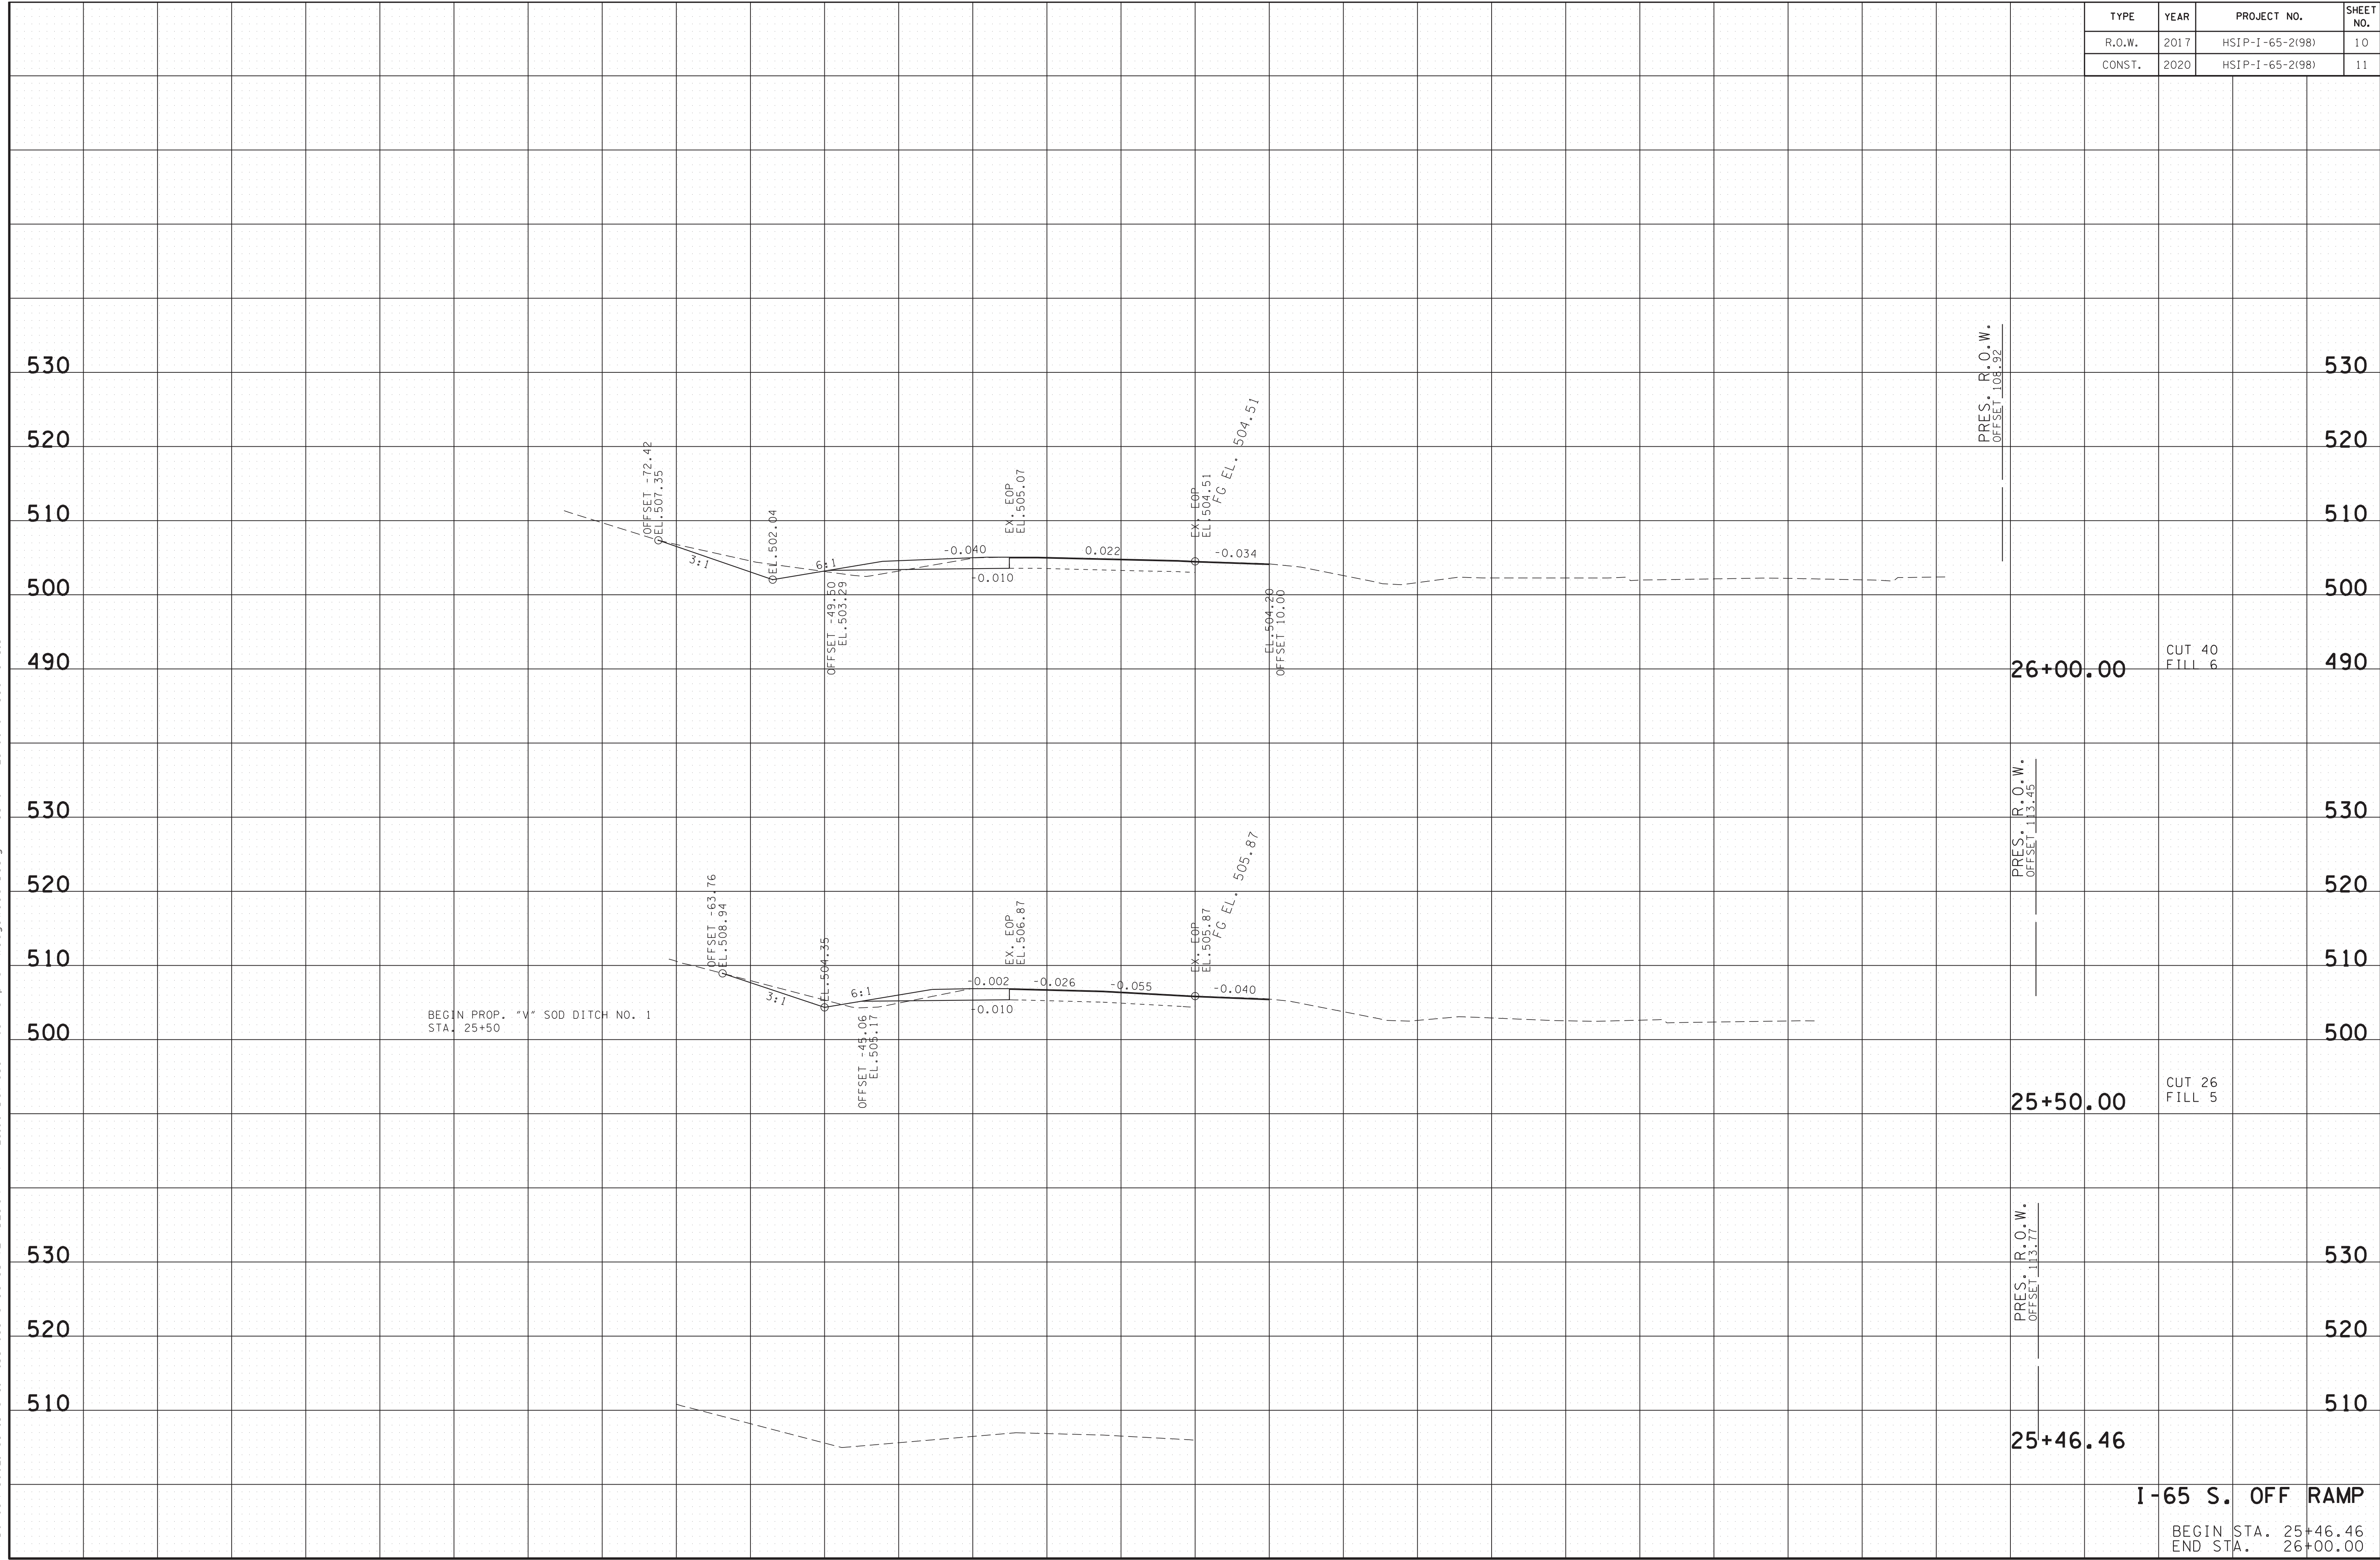 TYPE YEAR PROJECT NO. SHEET NO.
R.O.W. 2017 HSIP-I-65-2(98) 10
CONST. 2020 HSIP-I-65-2(98) 11
530 530
520 520
510 510
500 500
490 490
PRES. R.O.W.
OFFSET 108.92
OFFSET -72.42
EL.507.35
3:1
EL.502.04
6:1
OFFSET -49.50
EL.503.29
-0.040
-0.010
EX. EOP
EL.505.07
0.022
EX. EOP
EL.504.51
FG EL. 504.51
-0.034
EL.504.20
OFFSET 10.00
26+00.00
CUT 40
FILL 6
530 530
520 520
510 510
500 500
PRES. R.O.W.
OFFSET 113.45
OFFSET -63.76
EL.508.94
3:1
EL.504.35
6:1
OFFSET -45.06
EL.505.17
-0.002
-0.010
EX. EOP
EL.506.87
-0.026
-0.055
EX. EOP
EL.505.87
FG EL. 505.87
-0.040
BEGIN PROP. "V" SOD DITCH NO. 1
STA. 25+50
25+50.00
CUT 26
FILL 5
530 530
520 520
510 510
PRES. R.O.W.
OFFSET 113.77
25+46.46
I-65 S. OFF RAMP
BEGIN STA. 25+46.46
END STA. 26+00.00